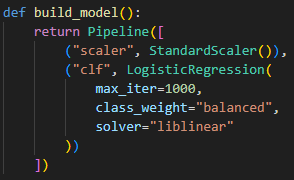 def build_model():
    return Pipeline([
        ("scaler", StandardScaler()),
        ("clf", LogisticRegression(
            max_iter=1000,
            class_weight="balanced",
            solver="liblinear"
        ))
    ])